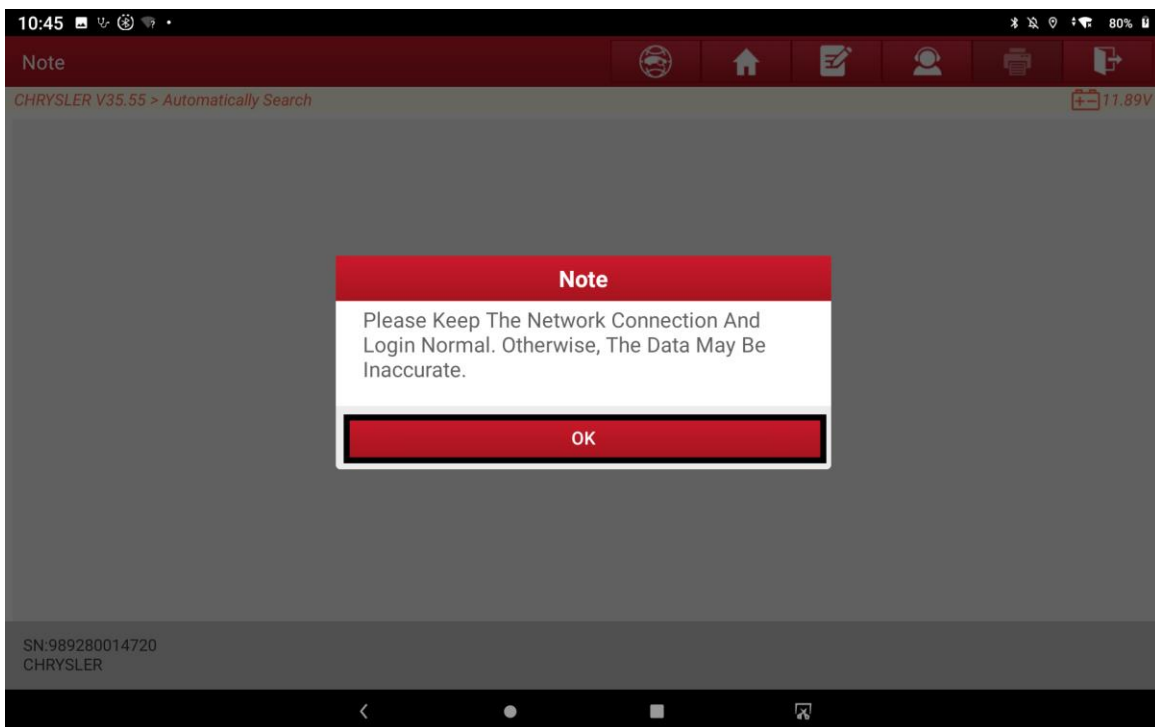 10:45
80%
Note
CHRYSLER V35.55 > Automatically Search
11.89V
Note
Please Keep The Network Connection And
Login Normal. Otherwise, The Data May Be
Inaccurate.
OK
SN:989280014720
CHRYSLER